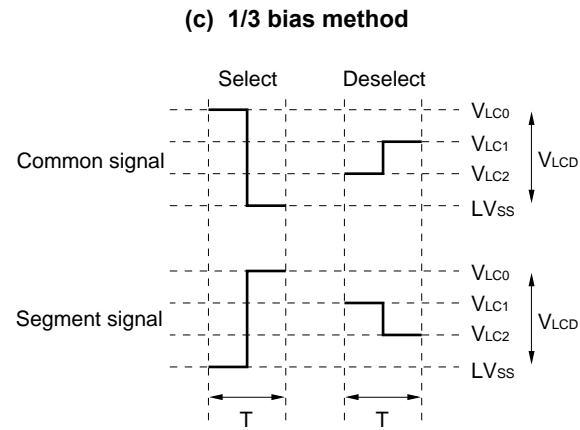 (c) 1/3 bias method
Select Deselect
Common signal
VLC0
VLC1
VLC2
LVSS
VLCD
Segment signal
VLC0
VLC1
VLC2
LVSS
VLCD
T T